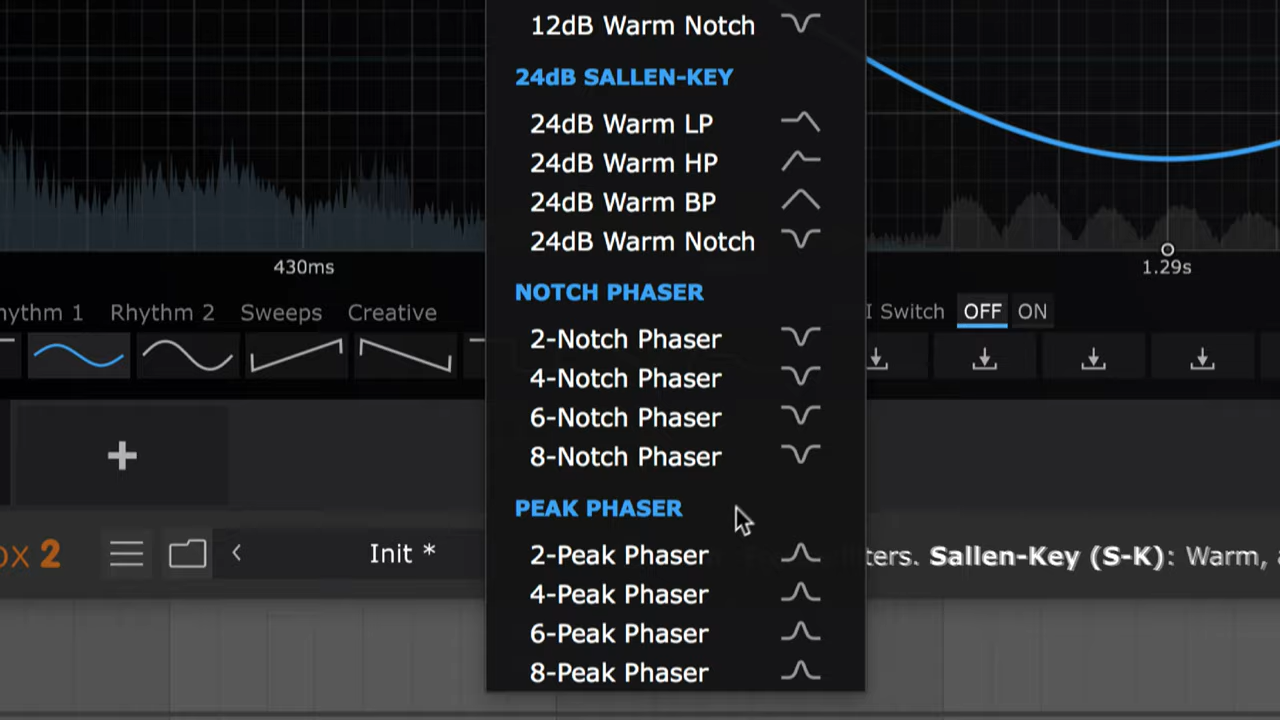 12dB Warm Notch
24dB SALLEN-KEY
24dB Warm LP
24dB Warm HP
24dB Warm BP
24dB Warm Notch
430ms
1.29s
NOTCH PHASER
Rhythm 2 Sweeps Creative
Switch OFF ON
2-Notch Phaser
4-Notch Phaser
6-Notch Phaser
8-Notch Phaser
PEAK PHASER
2
Init *
2-Peak Phaser
Sallen-Key (S-K): Warm,
4-Peak Phaser
6-Peak Phaser
8-Peak Phaser